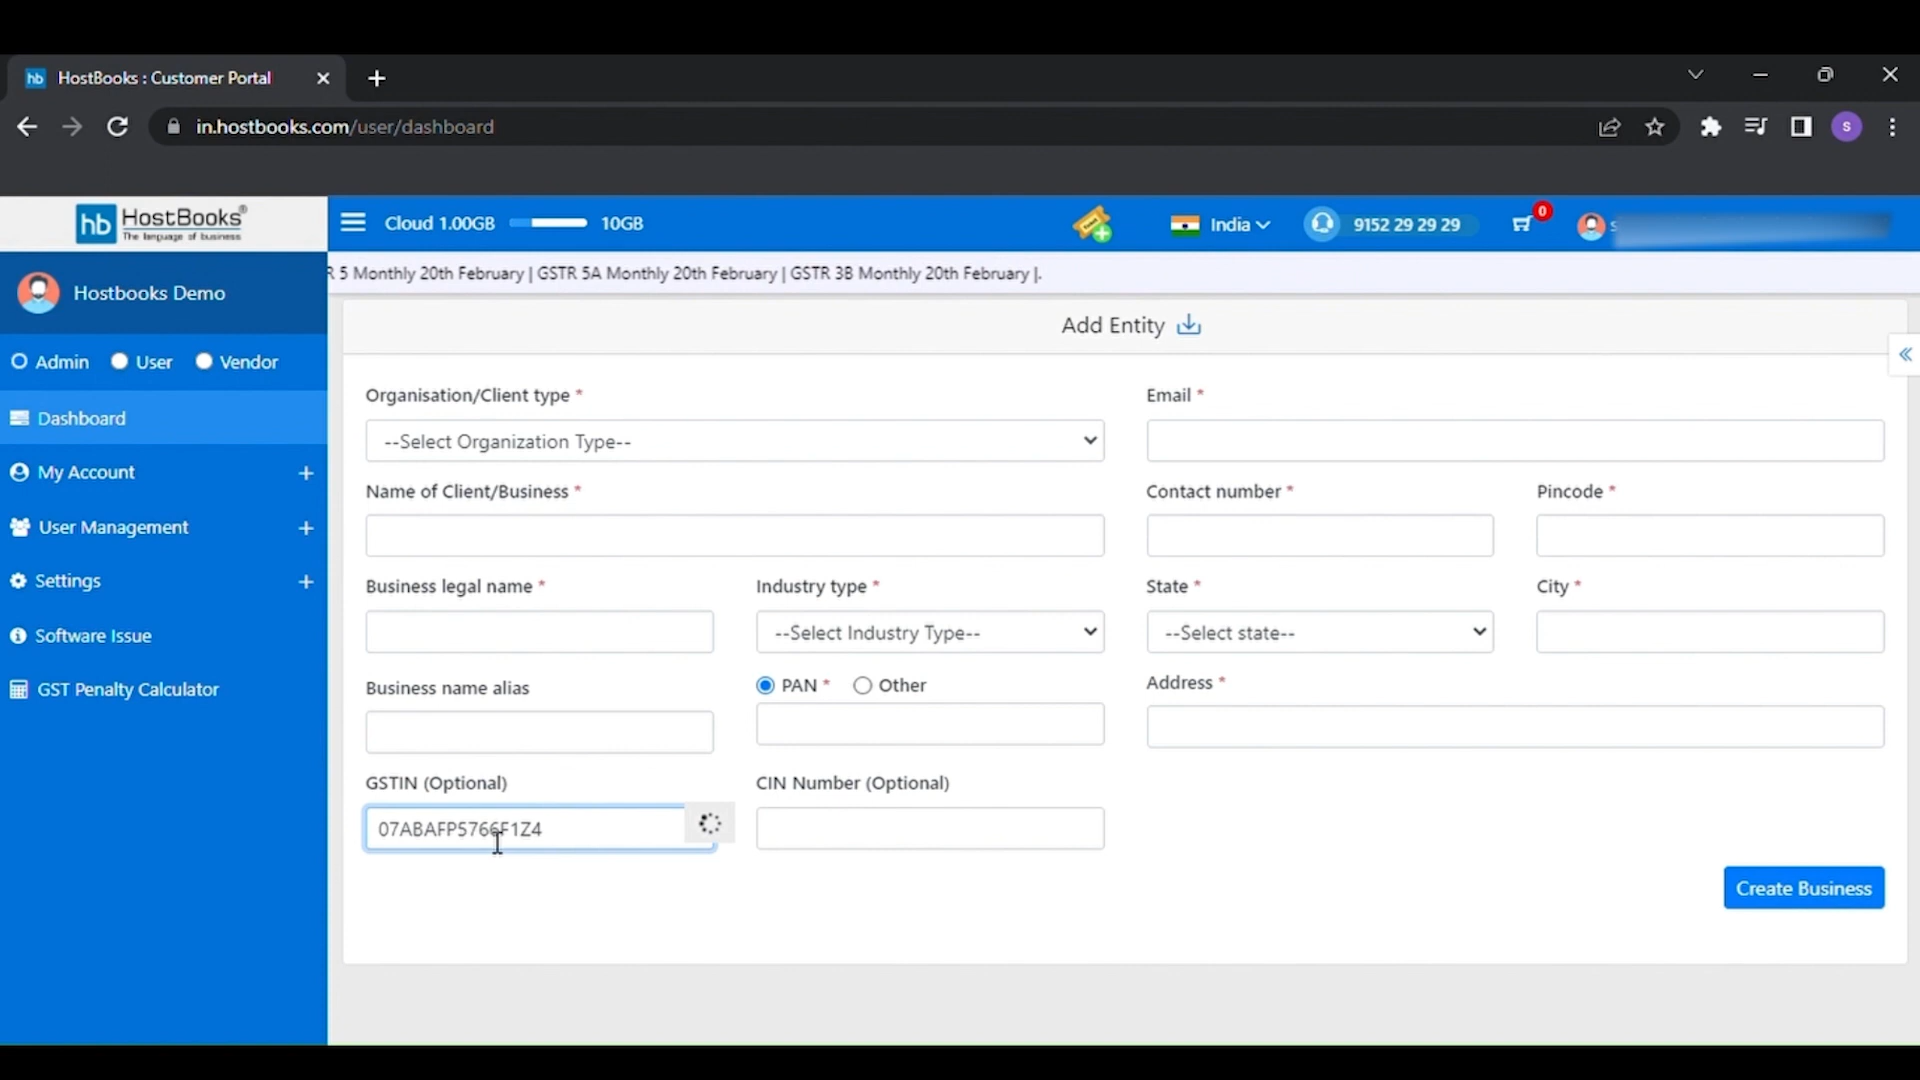 hb HostBooks : Customer Portal
in.hostbooks.com/user/dashboard
S
hb HostBooks®
The language of business
Cloud 1.00GB 10GB
India
9152 29 29 29
0
s
Hostbooks Demo
R 5 Monthly 20th February | GSTR 5A Monthly 20th February | GSTR 3B Monthly 20th February |.
Add Entity
Admin User Vendor
Dashboard
My Account +
User Management +
Settings +
Software Issue
GST Penalty Calculator
Organisation/Client type *
--Select Organization Type--
Email *
Name of Client/Business *
Contact number *
Pincode *
Business legal name *
Industry type *
--Select Industry Type--
State *
--Select state--
City *
Business name alias
PAN * Other
Address *
GSTIN (Optional)
07ABAFP5766F1Z4
CIN Number (Optional)
Create Business